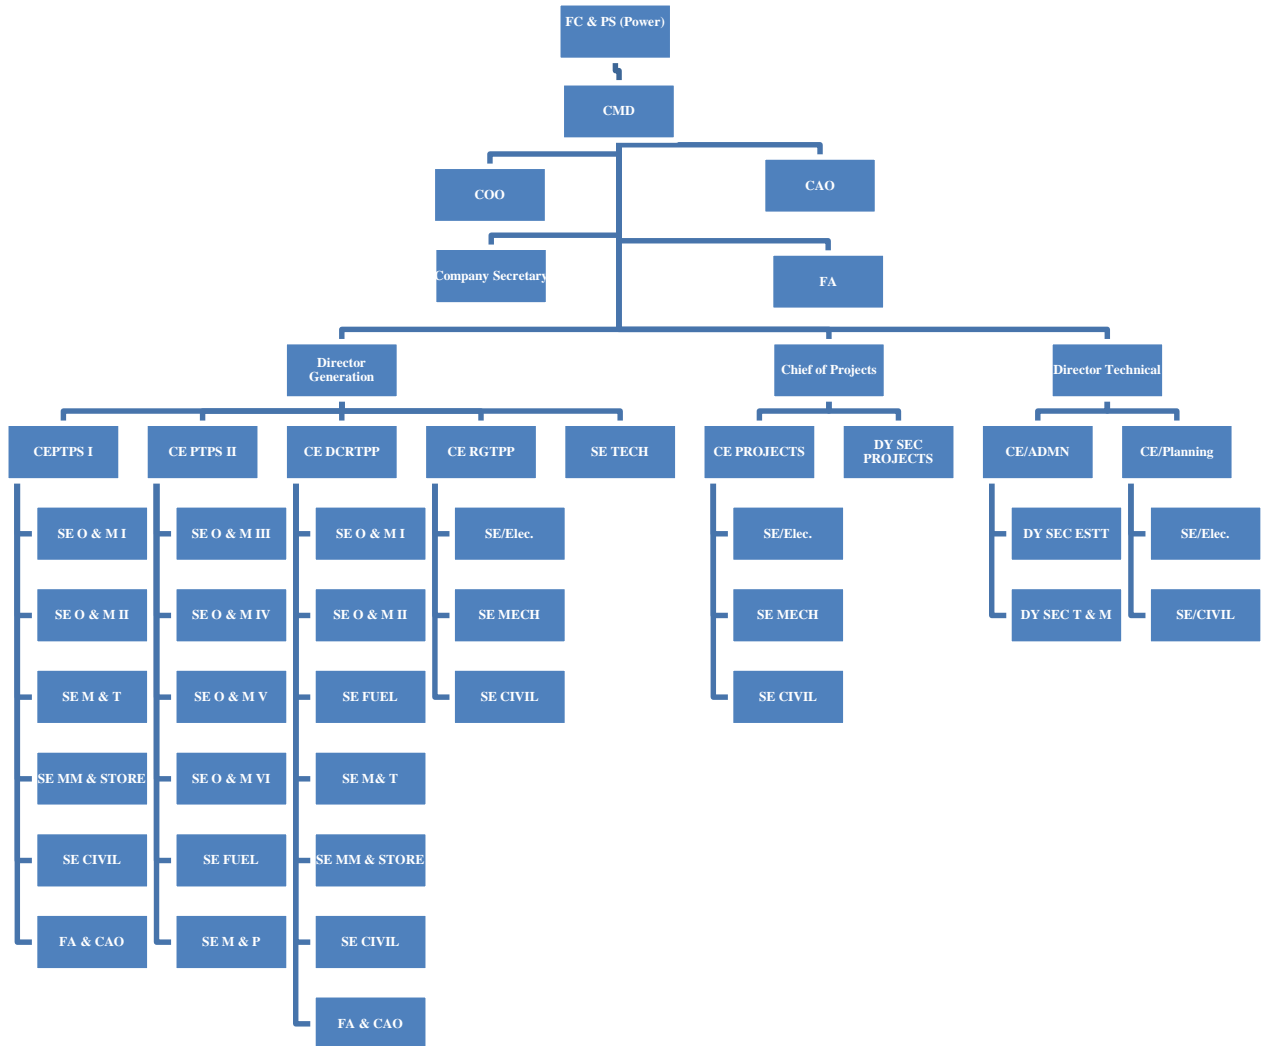 FC & PS (Power)
CMD
COO
CAO
Company Secretary
FA
Director
Generation
Chief of Projects
Director Technical
CEPTPS I
CE PTPS II
CE DCRTPP
CE RGTPP
SE TECH
CE PROJECTS
DY SEC
PROJECTS
CE/ADMN
CE/Planning
SE O & M I
SE O & M III
SE O & M I
SE/Elec.
SE/Elec.
DY SEC ESTT
SE/Elec.
SE O & M II
SE O & M IV
SE O & M II
SE MECH
SE MECH
DY SEC T & M
SE/CIVIL
SE M & T
SE O & M V
SE FUEL
SE CIVIL
SE CIVIL
SE MM & STORE
SE O & M VI
SE M& T
SE CIVIL
SE FUEL
SE MM & STORE
FA & CAO
SE M & P
SE CIVIL
FA & CAO